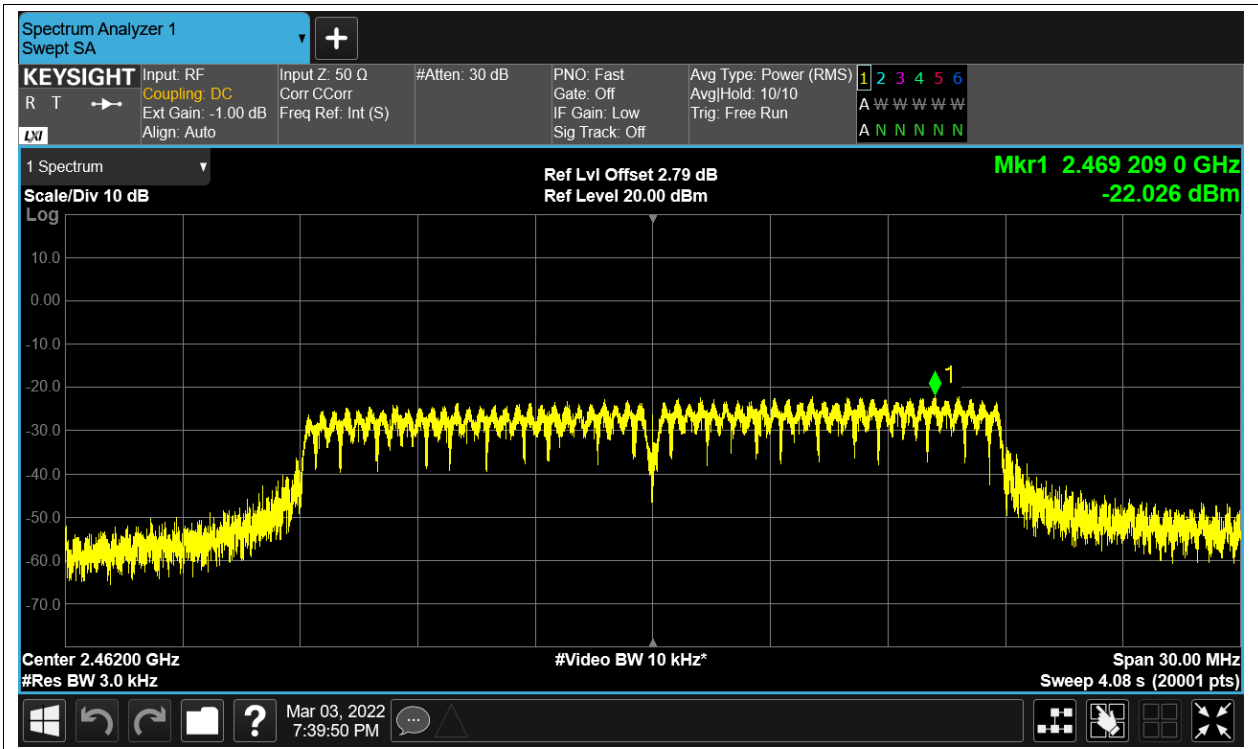 Spectrum Analyzer 1
Swept SA
+
KEYSIGHT
R T
LXI
Input: RF
Coupling: DC
Ext Gain: -1.00 dB
Align: Auto
Input Z: 50 Ω
Corr CCorr
Freq Ref: Int (S)
#Atten: 30 dB
PNO: Fast
Gate: Off
IF Gain: Low
Sig Track: Off
Avg Type: Power (RMS)
Avg|Hold: 10/10
Trig: Free Run
1 2 3 4 5 6
A W W W W W
A N N N N N
1 Spectrum
Scale/Div 10 dB
Log
Ref Lvl Offset 2.79 dB
Ref Level 20.00 dBm
Mkr1 2.469 209 0 GHz
-22.026 dBm
10.0
0.00
-10.0
-20.0
-30.0
-40.0
-50.0
-60.0
-70.0
1
Center 2.46200 GHz
#Video BW 10 kHz*
Span 30.00 MHz
#Res BW 3.0 kHz
Sweep 4.08 s (20001 pts)
?
Mar 03, 2022
7:39:50 PM